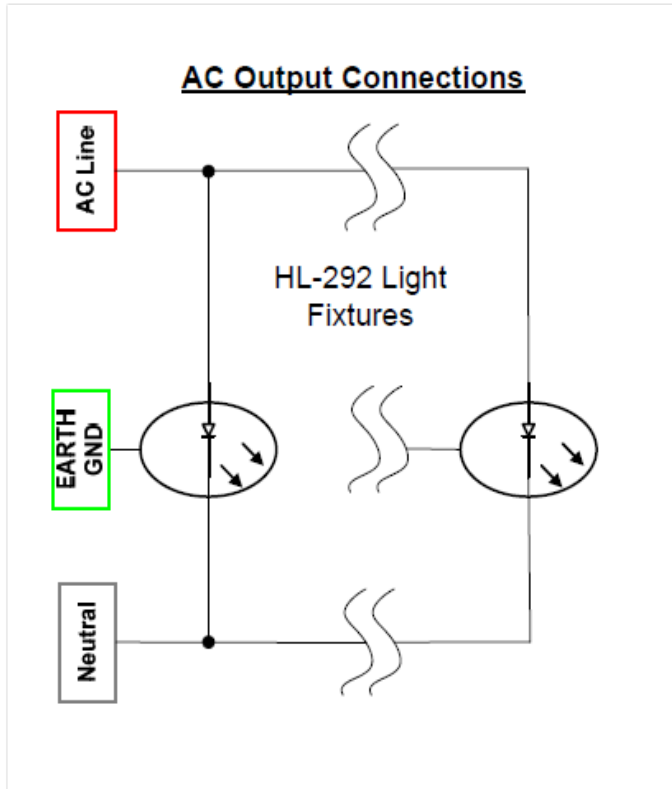 AC Output Connections
AC Line
HL-292 Light
Fixtures
EARTH
GND
Neutral